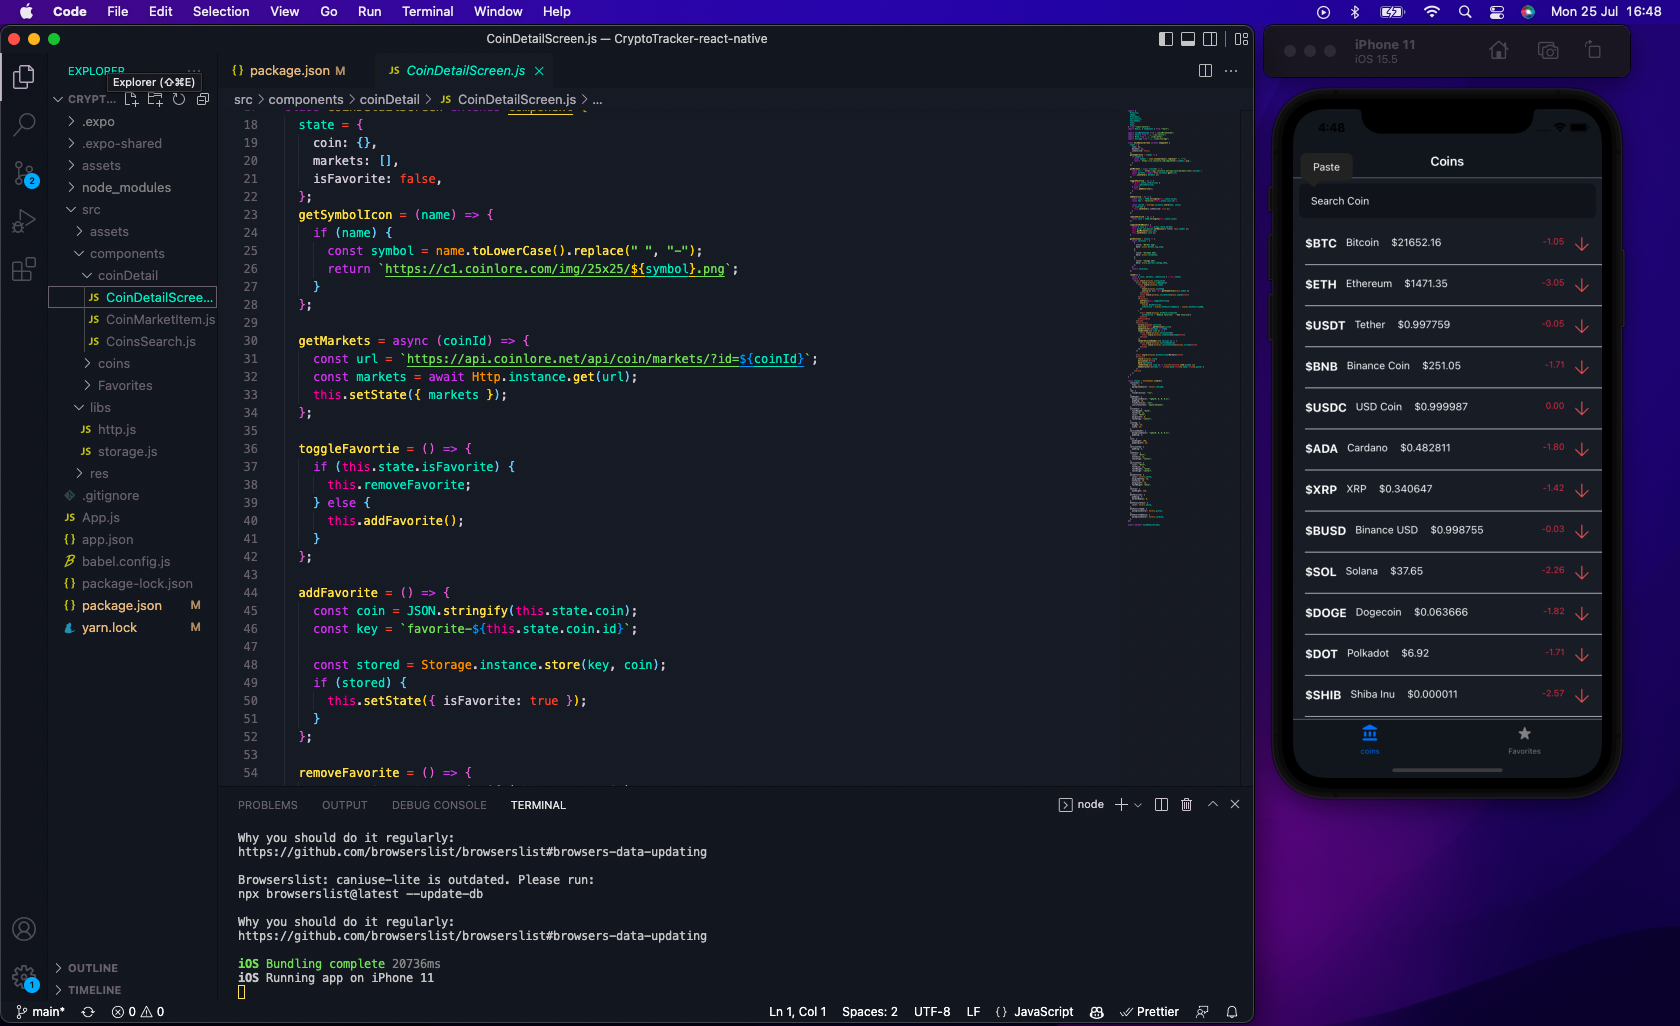 Code File Edit Selection View Go Run Terminal Window Help
Mon 25 Jul 16:48
CoinDetailScreen.js — CryptoTracker-react-native
EXPLORER
Explorer (⇧⌘E)
CRYPT...
.expo
.expo-shared
assets
node_modules
src
assets
components
coinDetail
JS CoinDetailScree...
JS CoinMarketItem.js
JS CoinsSearch.js
coins
Favorites
libs
JS http.js
JS storage.js
res
.gitignore
JS App.js
{} app.json
babel.config.js
{} package-lock.json
{} package.json M
yarn.lock M
OUTLINE
TIMELINE
2
1
{} package.json M
JS CoinDetailScreen.js ×
src > components > coinDetail > JS CoinDetailScreen.js > ...
18 state = {
19 coin: {},
20 markets: [],
21 isFavorite: false,
22 };
23 getSymbolIcon = (name) => {
24 if (name) {
25 const symbol = name.toLowerCase().replace(" ", "-");
26 return `https://c1.coinlore.com/img/25x25/${symbol}.png`;
27 }
28 };
29
30 getMarkets = async (coinId) => {
31 const url = `https://api.coinlore.net/api/coin/markets/?id=${coinId}`;
32 const markets = await Http.instance.get(url);
33 this.setState({ markets });
34 };
35
36 toggleFavortie = () => {
37 if (this.state.isFavorite) {
38 this.removeFavorite;
39 } else {
40 this.addFavorite();
41 }
42 };
43
44 addFavorite = () => {
45 const coin = JSON.stringify(this.state.coin);
46 const key = `favorite-${this.state.coin.id}`;
47
48 const stored = Storage.instance.store(key, coin);
49 if (stored) {
50 this.setState({ isFavorite: true });
51 }
52 };
53
54 removeFavorite = () => {
PROBLEMS OUTPUT DEBUG CONSOLE TERMINAL
node
Why you should do it regularly:
https://github.com/browserslist/browserslist#browsers-data-updating
Browserslist: caniuse-lite is outdated. Please run:
npx browserslist@latest --update-db
Why you should do it regularly:
https://github.com/browserslist/browserslist#browsers-data-updating
iOS Bundling complete 20736ms
iOS Running app on iPhone 11
main* 0 0
Ln 1, Col 1 Spaces: 2 UTF-8 LF {} JavaScript Prettier
iPhone 11
iOS 15.5
4:48
Paste
Coins
Search Coin
$BTC Bitcoin $21652.16 -1.05
$ETH Ethereum $1471.35 -3.05
$USDT Tether $0.997759 -0.05
$BNB Binance Coin $251.05 -1.71
$USDC USD Coin $0.999987 0.00
$ADA Cardano $0.482811 -1.80
$XRP XRP $0.340647 -1.42
$BUSD Binance USD $0.998755 -0.03
$SOL Solana $37.65 -2.26
$DOGE Dogecoin $0.063666 -1.82
$DOT Polkadot $6.92 -1.71
$SHIB Shiba Inu $0.000011 -2.57
coins
Favorites